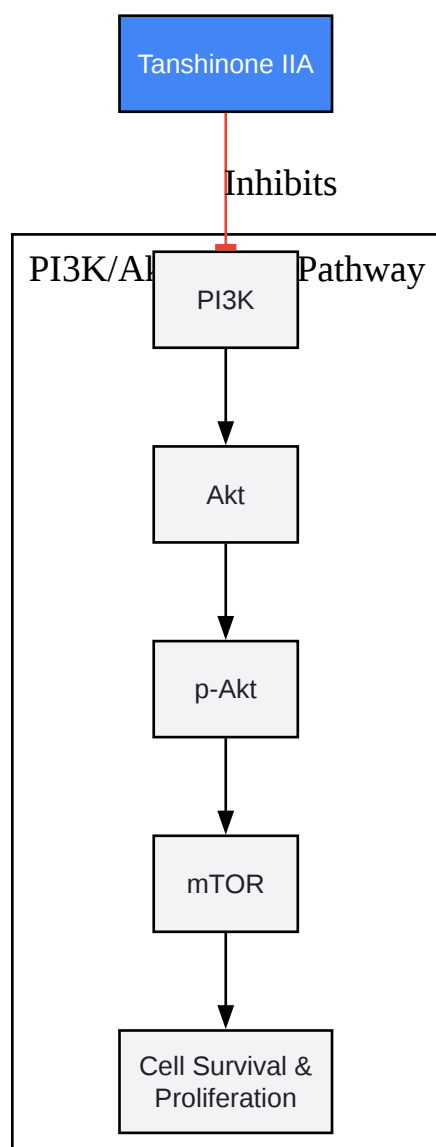 Tanshinone IIA
Inhibits
PI3K/Ak Pathway
PI3K
Akt
p-Akt
mTOR
Cell Survival &
Proliferation